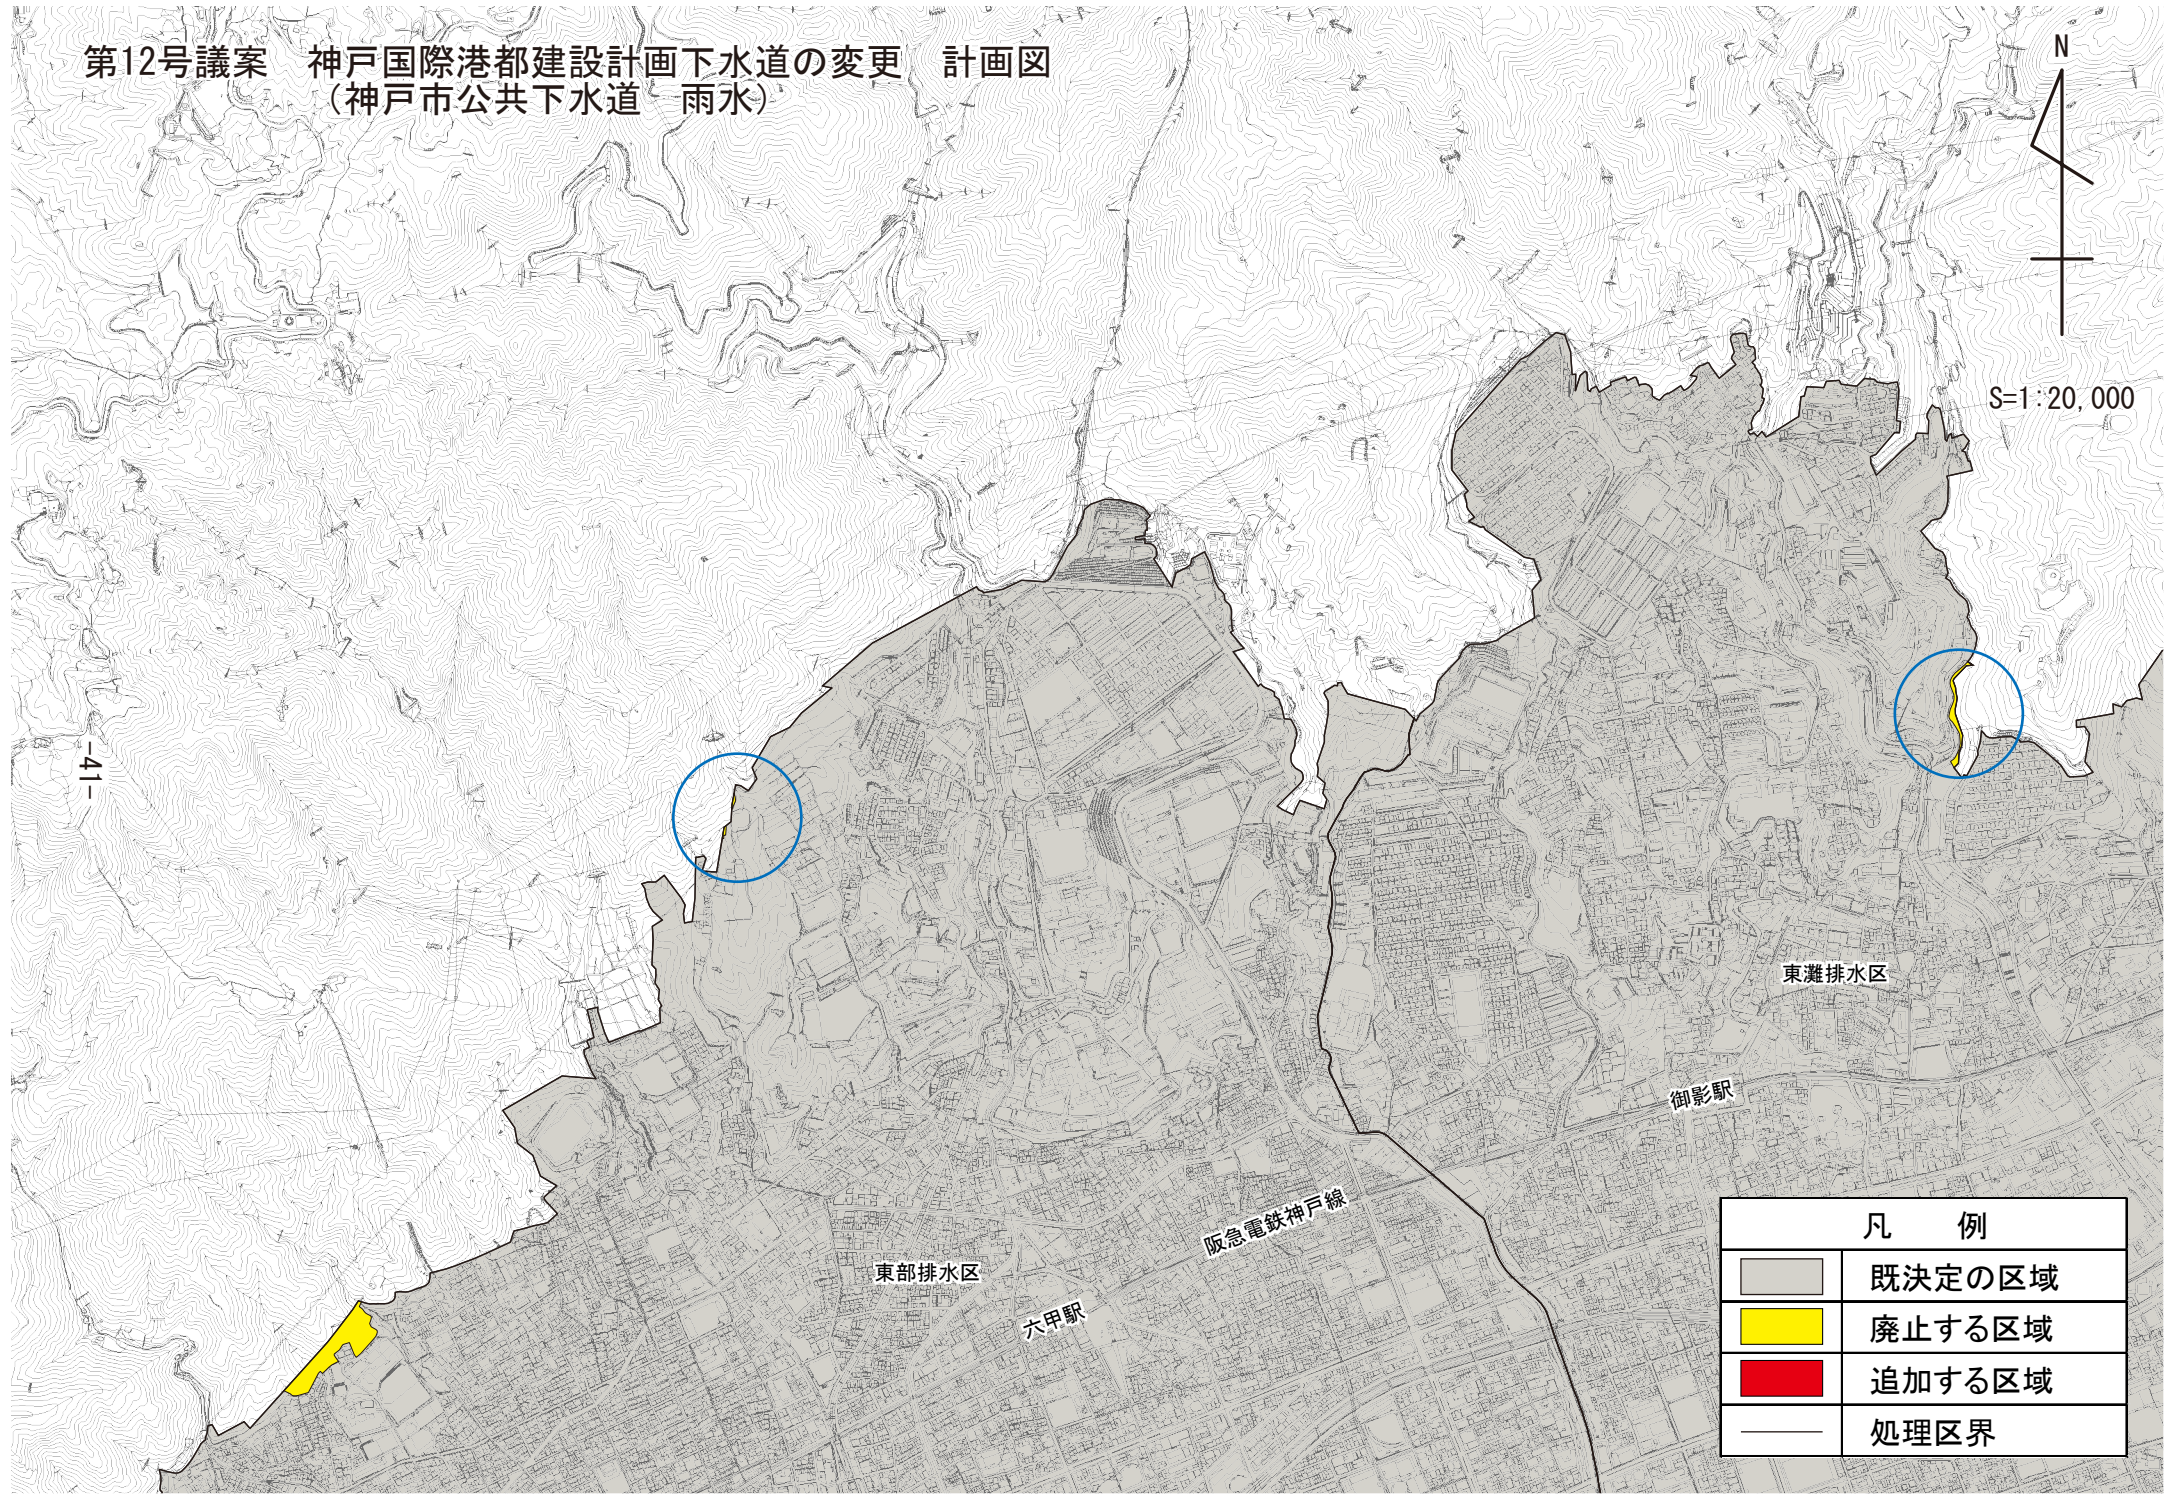 第12号議案　神戸国際港都建設計画下水道の変更　計画図
（神戸市公共下水道　雨水）
N
S=1:20,000
-41-
東灘排水区
御影駅
阪急電鉄神戸線
東部排水区
六甲駅
凡　例
既決定の区域
廃止する区域
追加する区域
処理区界